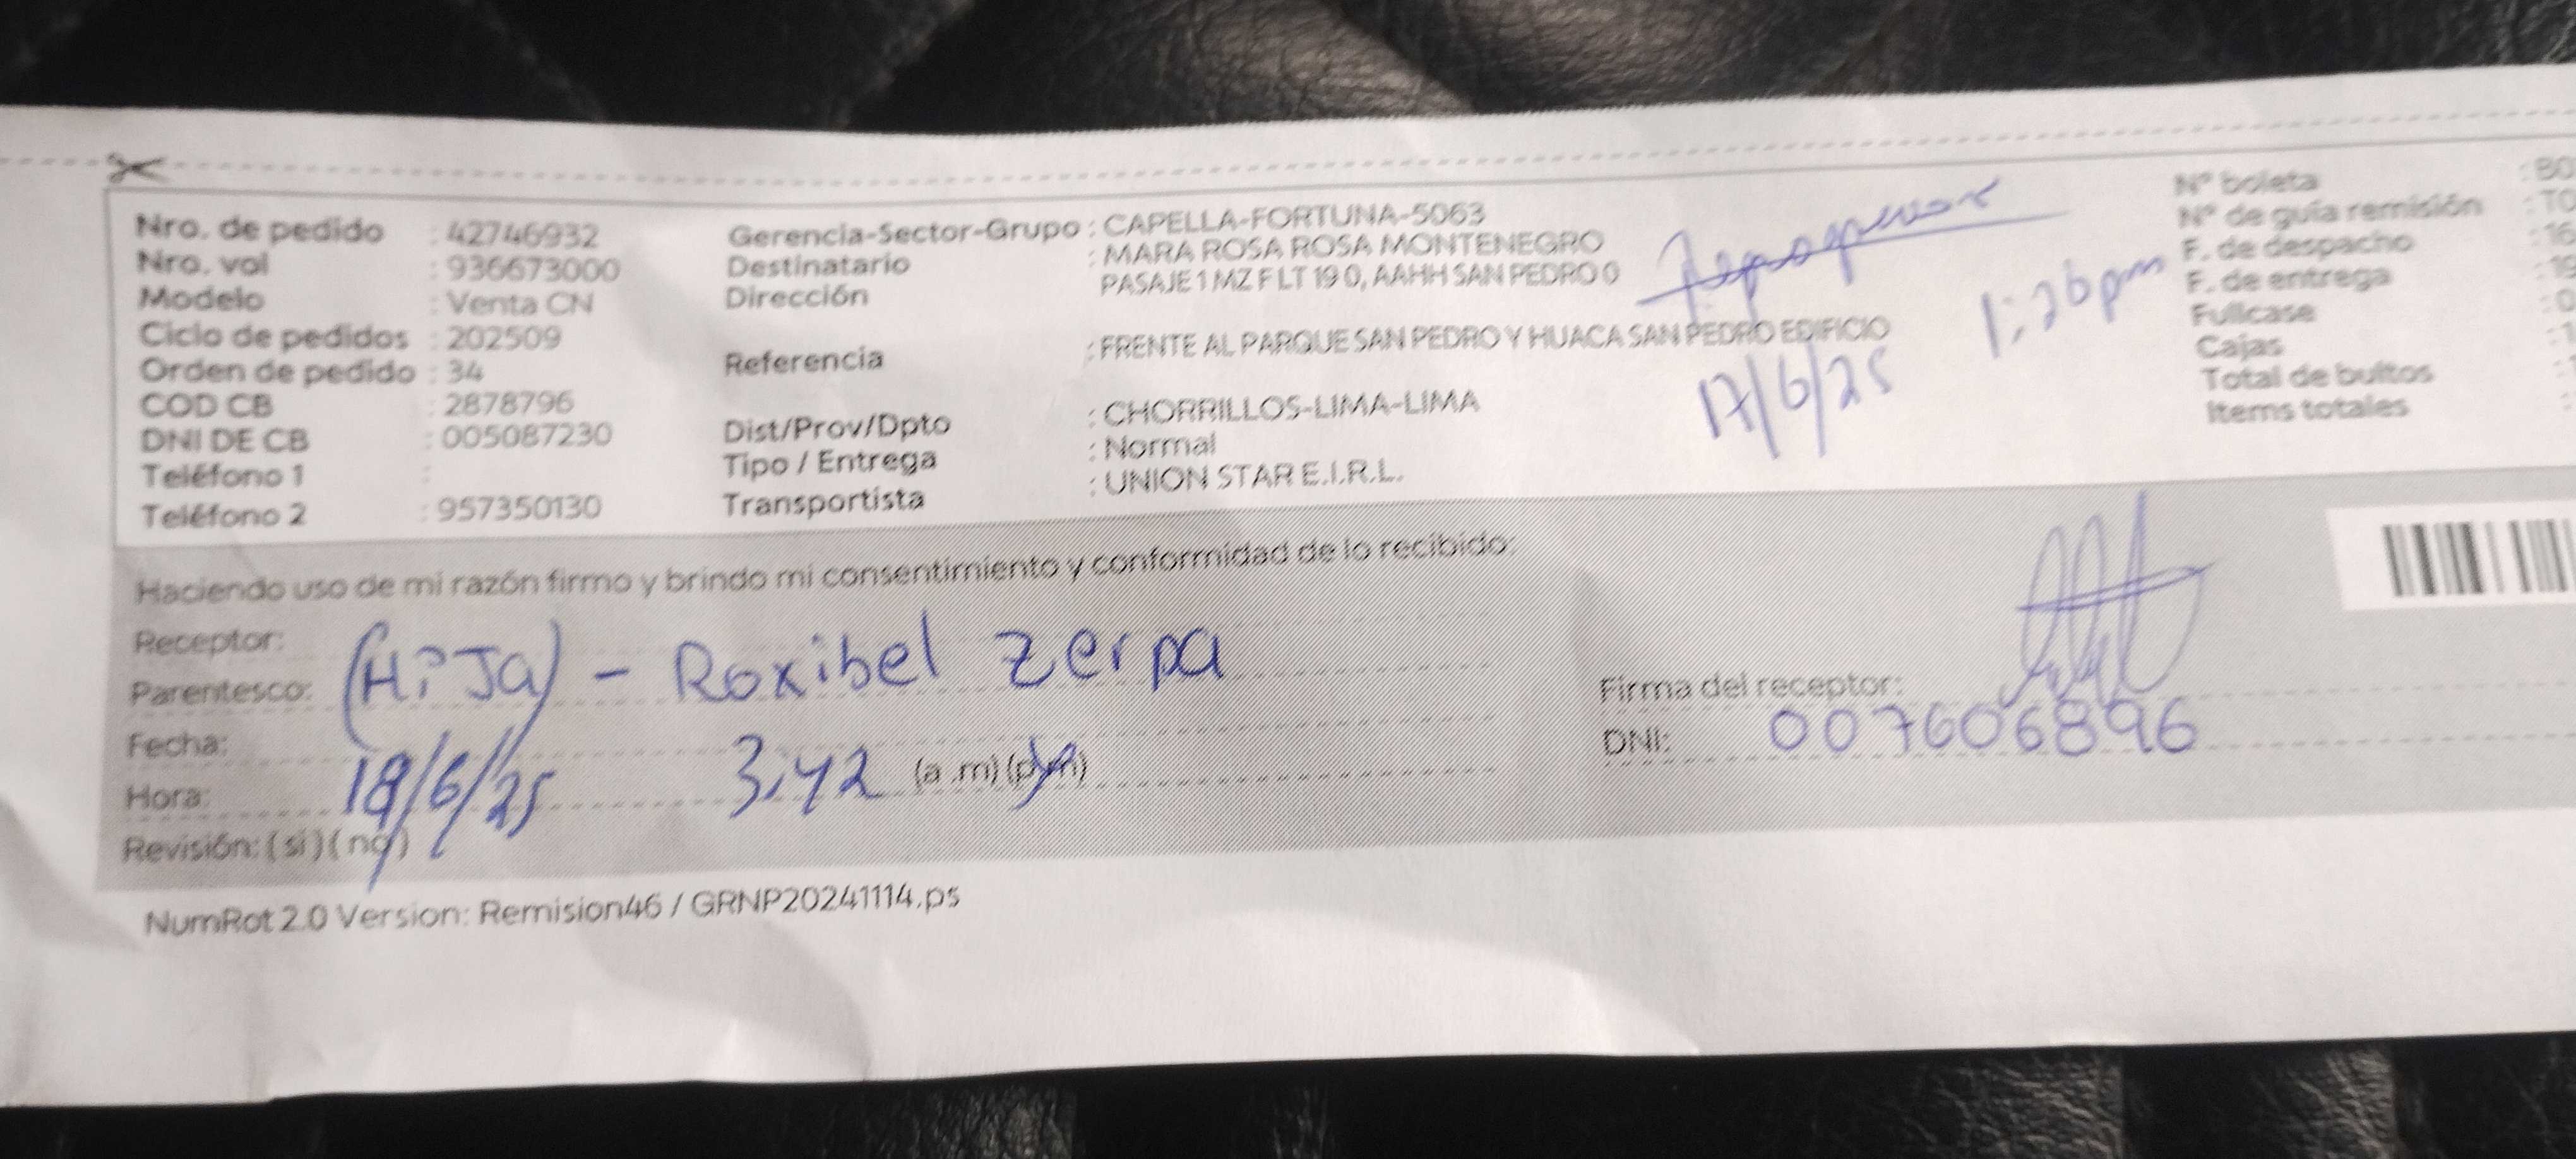 Nro. de pedido : 42746932
Nro. vol : 936673000
Modelo : Venta CN
Ciclo de pedidos : 202509
Orden de pedido : 34
COD CB : 2878796
DNI DE CB : 005087230
Teléfono 1 :
Teléfono 2 : 957350130
Gerencia-Sector-Grupo : CAPELLA-FORTUNA-5063
Destinatario : MARA ROSA ROSA MONTENEGRO
Dirección PASAJE 1 MZ F LT 19 0, AAHH SAN PEDRO 0
Referencia : FRENTE AL PARQUE SAN PEDRO Y HUACA SAN PEDRO EDIFICIO
Dist/Prov/Dpto : CHORRILLOS-LIMA-LIMA
Tipo / Entrega : Normal
Transportista : UNION STAR E.I.R.L.
1:26pm
17/6/25
N° boleta
N° de guía remisión
F. de despacho
F. de entrega
Fullcase
Cajas
Total de bultos
Items totales
Haciendo uso de mi razón firmo y brindo mi consentimiento y conformidad de lo recibido:
Receptor:
Parentesco: (HiJa) - Roxibel Zerpa
Fecha:
Hora: 18/6/25 3:42 (a .m) (p.m)
Revisión: ( si ) ( no )
Firma del receptor:
DNI: 007606896
NumRot 2.0 Version: Remision46 / GRNP20241114.ps